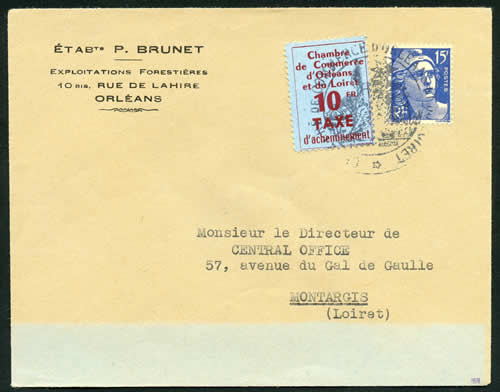 ÉTABTS P. BRUNET
EXPLOITATIONS FORESTIÈRES
10 BIS, RUE DE LAHIRE
ORLÉANS
Chambre
de Commerce
d'Orléans
et du Loiret
10 FR
TAXE
d'acheminement
15F
POSTES
LOIRET
Monsieur le Directeur de
CENTRAL OFFICE
57, avenue du Gal de Gaulle
MONTARGIS
(Loiret)